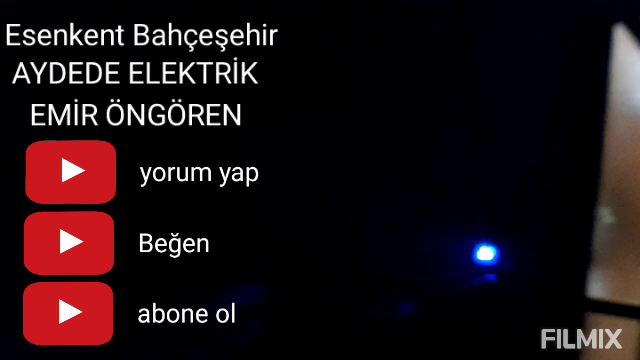 Esenkent Bahçeşehir
AYDEDE ELEKTRİK
EMİR ÖNGÖREN
yorum yap
Beğen
abone ol
FILMIX